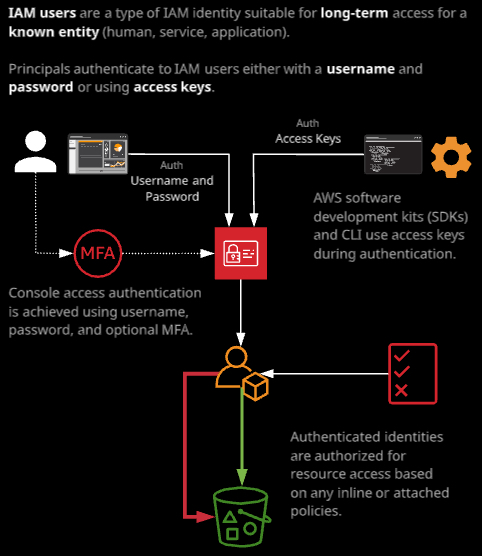 IAM users are a type of IAM identity suitable for long-term access for a
known entity (human, service, application).
Principals authenticate to IAM users either with a username and
password or using access keys.
Auth
Access Keys
Auth
Username and
Password
AWS software
development kits (SDKs)
and CLI use access keys
during authentication.
MFA
Console access authentication
is achieved using username,
password, and optional MFA.
Authenticated identities
are authorized for
resource access based
on any inline or attached
policies.